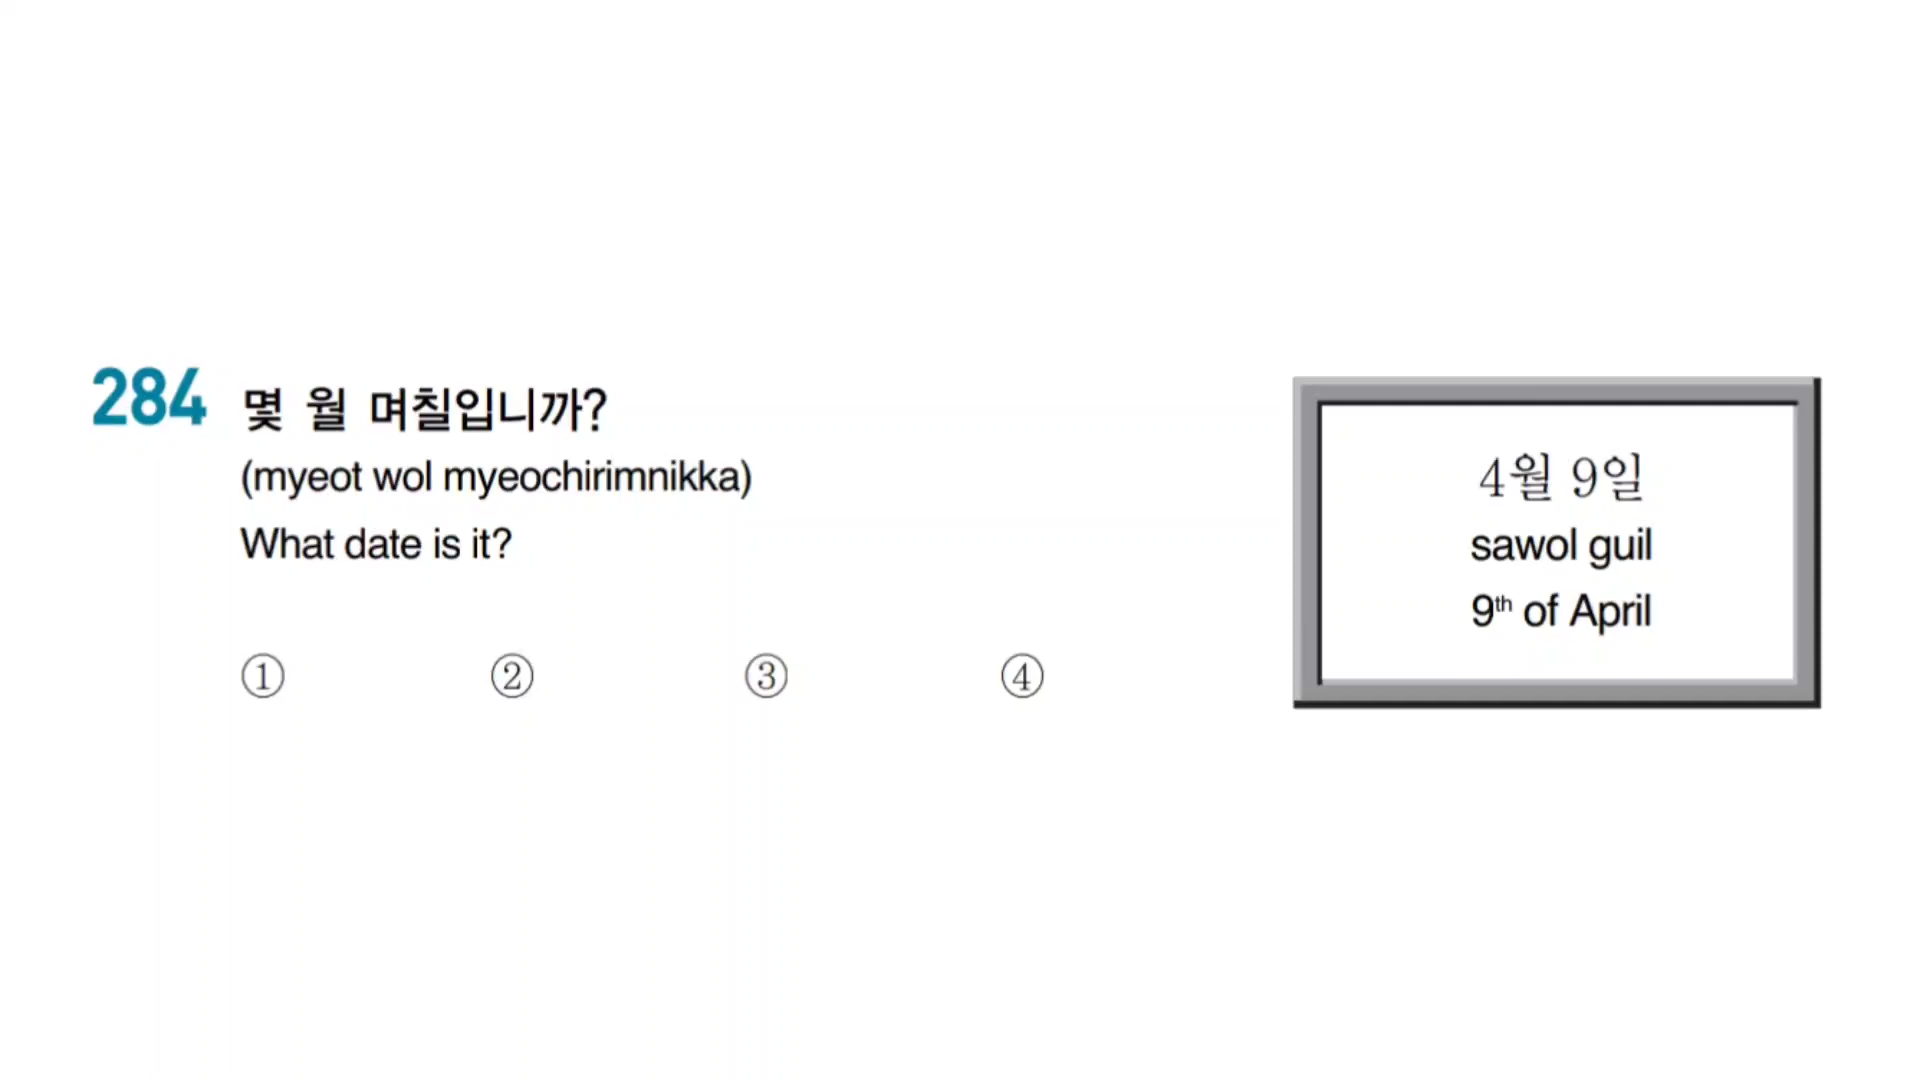 284 몇 월 며칠입니까?
(myeot wol myeochirimnikka)
What date is it?
① ② ③ ④
4월 9일
sawol guil
9th of April